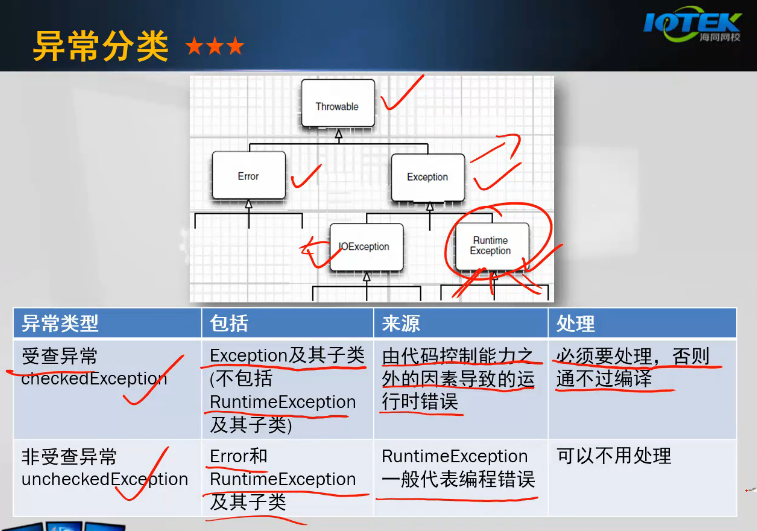 IOTEK
海同网校
异常分类 ★★★
Throwable
Error
Exception
IOException
Runtime
Exception
异常类型 包括 来源 处理
受查异常
checkedException
Exception及其子类
(不包括
RuntimeException
及其子类)
由代码控制能力之
外的因素导致的运
行时错误
必须要处理，否则
通不过编译
非受查异常
uncheckedException
Error和
RuntimeException
及其子类
RuntimeException
一般代表编程错误
可以不用处理